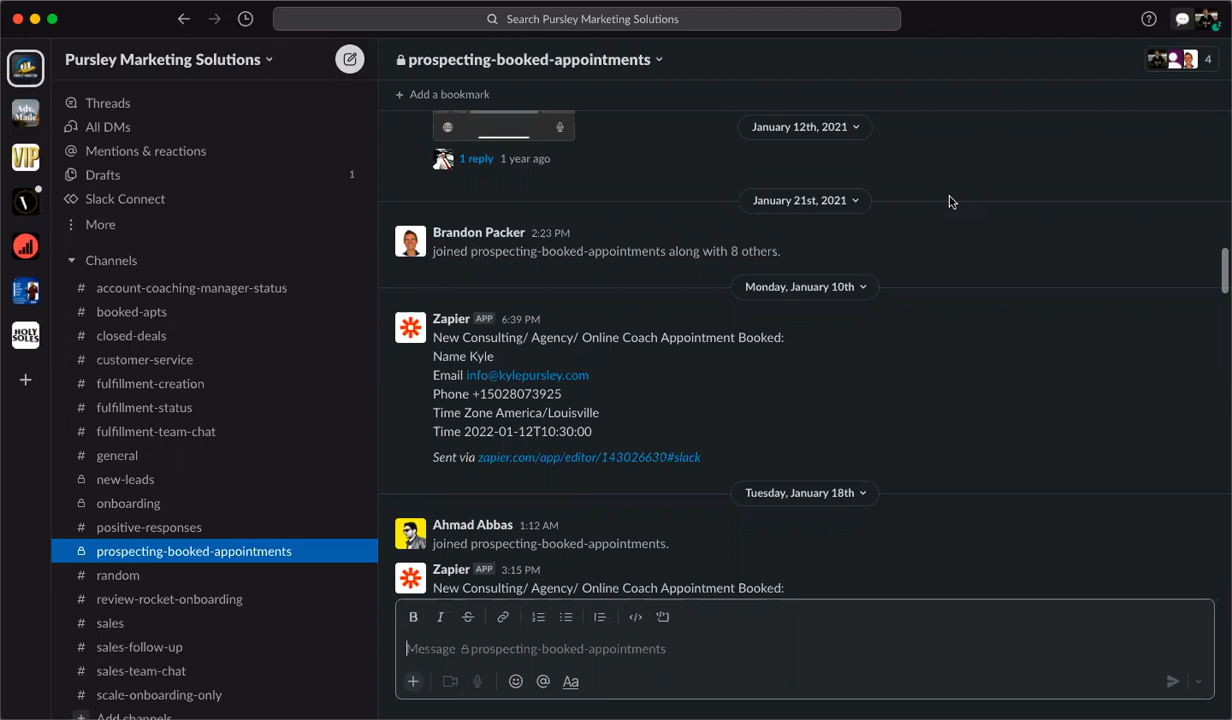 Search Pursley Marketing Solutions
Pursley Marketing Solutions
Threads
All DMs
Mentions & reactions
Drafts 1
Slack Connect
More
Channels
# account-coaching-manager-status
# booked-apts
# closed-deals
# customer-service
# fulfillment-creation
# fulfillment-status
# fulfillment-team-chat
# general
new-leads
onboarding
# positive-responses
prospecting-booked-appointments
# random
# review-rocket-onboarding
# sales
# sales-follow-up
# sales-team-chat
# scale-onboarding-only
Add channels
VIP
HOLY
SOLES
prospecting-booked-appointments
4
+ Add a bookmark
January 12th, 2021
1 reply 1 year ago
January 21st, 2021
Brandon Packer 2:23 PM
joined prospecting-booked-appointments along with 8 others.
Monday, January 10th
Zapier APP 6:39 PM
New Consulting/ Agency/ Online Coach Appointment Booked:
Name Kyle
Email info@kylepursley.com
Phone +15028073925
Time Zone America/Louisville
Time 2022-01-12T10:30:00
Sent via zapier.com/app/editor/143026630#slack
Tuesday, January 18th
Ahmad Abbas 1:12 AM
joined prospecting-booked-appointments.
Zapier APP 3:15 PM
New Consulting/ Agency/ Online Coach Appointment Booked:
B I S
Message prospecting-booked-appointments
+ @ Aa